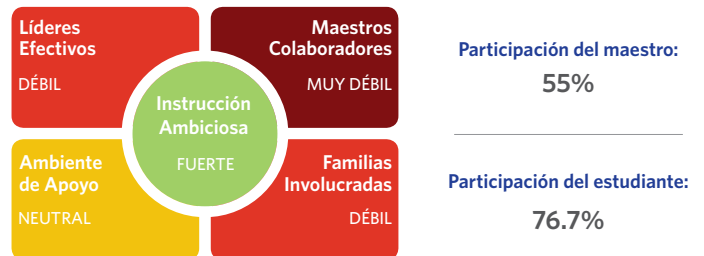 Líderes
Efectivos
DÉBIL
Maestros
Colaboradores
MUY DÉBIL
Instrucción
Ambiciosa
FUERTE
Ambiente
de Apoyo
NEUTRAL
Familias
Involucradas
DÉBIL
Participación del maestro:
55%
Participación del estudiante:
76.7%